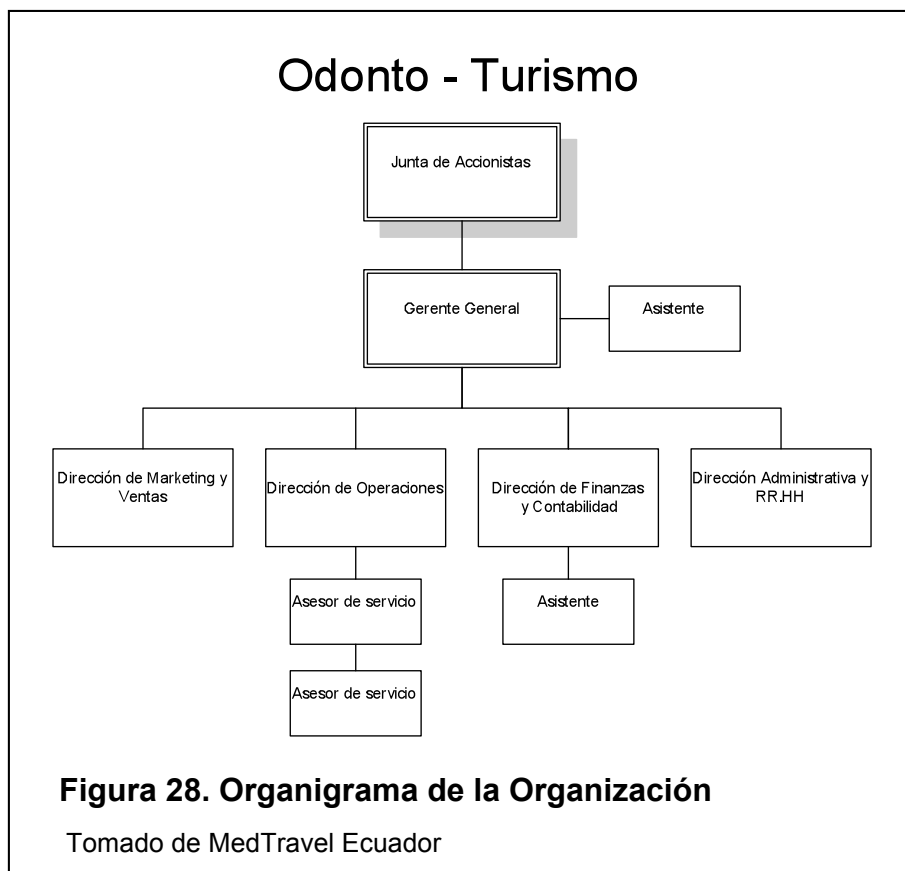 Odonto - Turismo
Junta de Accionistas
Gerente General
Asistente
Dirección de Marketing y
Ventas
Dirección de Operaciones
Dirección de Finanzas
y Contabilidad
Dirección Administrativa y
RR.HH
Asesor de servicio
Asistente
Asesor de servicio
Figura 28. Organigrama de la Organización
Tomado de MedTravel Ecuador